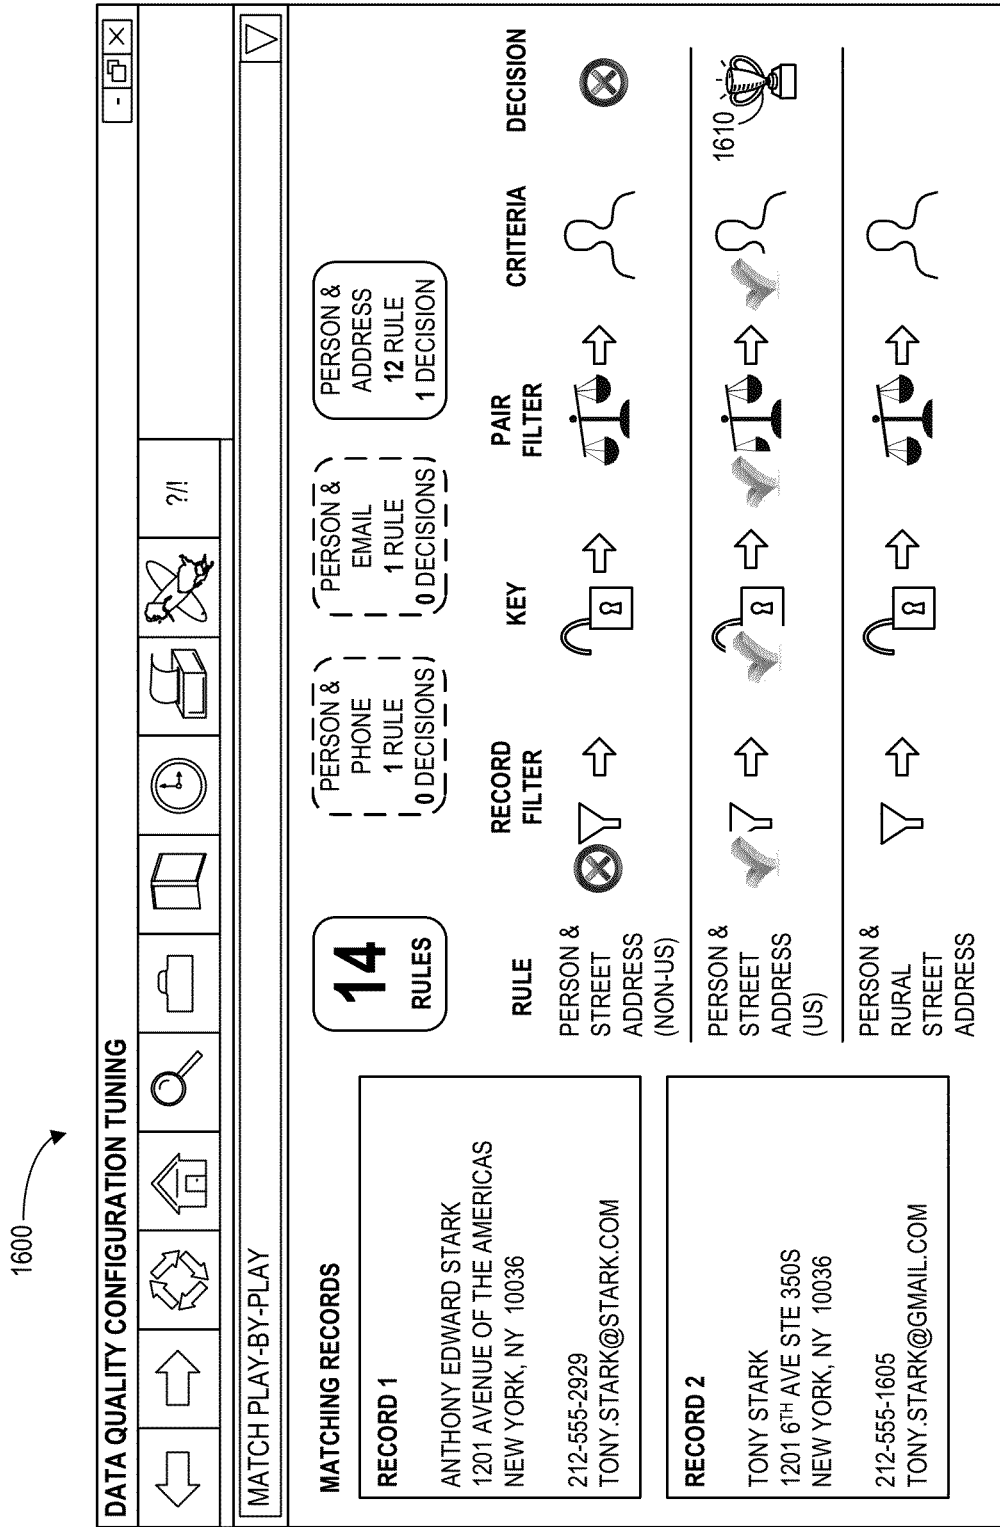 1600
DATA QUALITY CONFIGURATION TUNING
?/!
MATCH PLAY-BY-PLAY
MATCHING RECORDS
RECORD 1
ANTHONY EDWARD STARK
1201 AVENUE OF THE AMERICAS
NEW YORK, NY 10036
212-555-2929
TONY.STARK@STARK.COM
RECORD 2
TONY STARK
1201 6TH AVE STE 350S
NEW YORK, NY 10036
212-555-1605
TONY.STARK@GMAIL.COM
14
RULES
PERSON &
PHONE
1 RULE
0 DECISIONS
PERSON &
EMAIL
1 RULE
0 DECISIONS
PERSON &
ADDRESS
12 RULE
1 DECISION
RULE
RECORD
FILTER
KEY
PAIR
FILTER
CRITERIA
DECISION
PERSON &
STREET
ADDRESS
(NON-US)
PERSON &
STREET
ADDRESS
(US)
1610
PERSON &
RURAL
STREET
ADDRESS